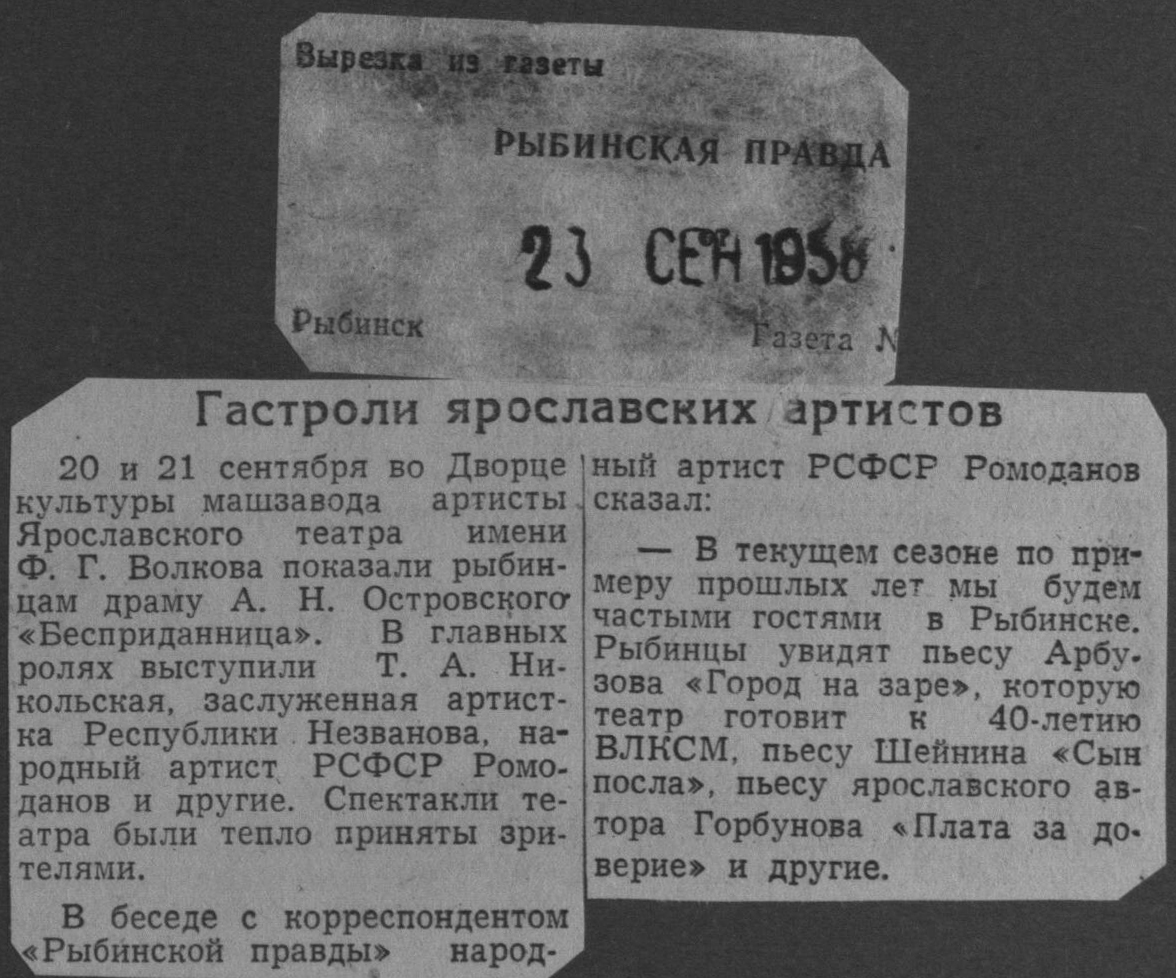 Вырезка из газеты
РЫБИНСКАЯ ПРАВДА
23 СЕН 1958
Рыбинск
Газета №
Гастроли ярославских артистов
20 и 21 сентября во Дворце
культуры машзавода артисты
Ярославского театра имени
Ф. Г. Волкова показали рыбин-
цам драму А. Н. Островского
«Бесприданница». В главных
ролях выступили Т. А. Ни-
кольская, заслуженная артист-
ка Республики Незванова, на-
родный артист РСФСР Ромо-
данов и другие. Спектакли те-
атра были тепло приняты зри-
телями.
В беседе с корреспондентом
«Рыбинской правды» народ-
ный артист РСФСР Ромоданов
сказал:
— В текущем сезоне по при-
меру прошлых лет мы будем
частыми гостями в Рыбинске.
Рыбинцы увидят пьесу Арбу-
зова «Город на заре», которую
театр готовит к 40-летию
ВЛКСМ, пьесу Шейнина «Сын
посла», пьесу ярославского ав-
тора Горбунова «Плата за до-
верие» и другие.